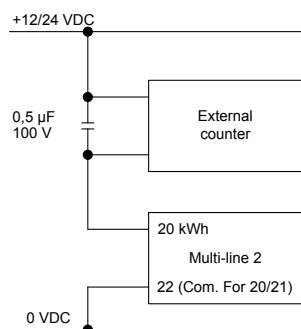 +12/24 VDC
0,5 µF
100 V
External
counter
20 kWh
Multi-line 2
22 (Com. For 20/21)
0 VDC